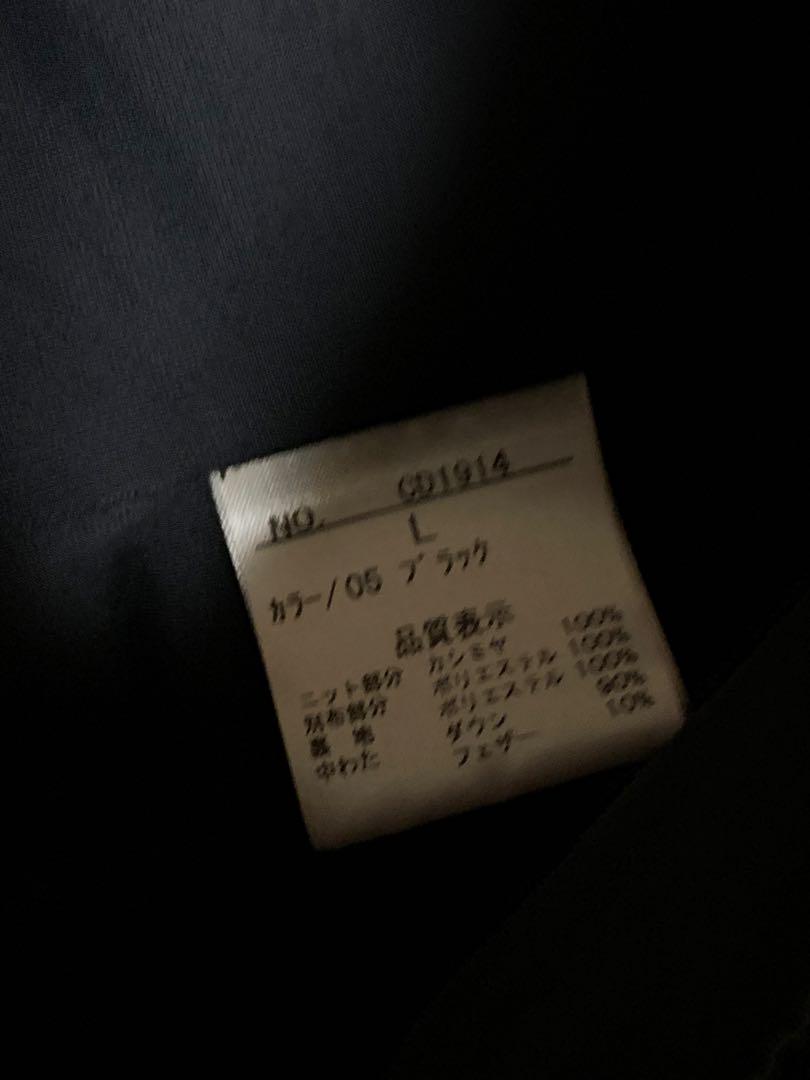 NO. GD1914
L
カラー/05 ブラック
品質表示
ニット部分 カシミヤ 100%
別布部分 ポリエステル 100%
裏地 ポリエステル 100%
中わた ダウン 90%
フェザー 10%